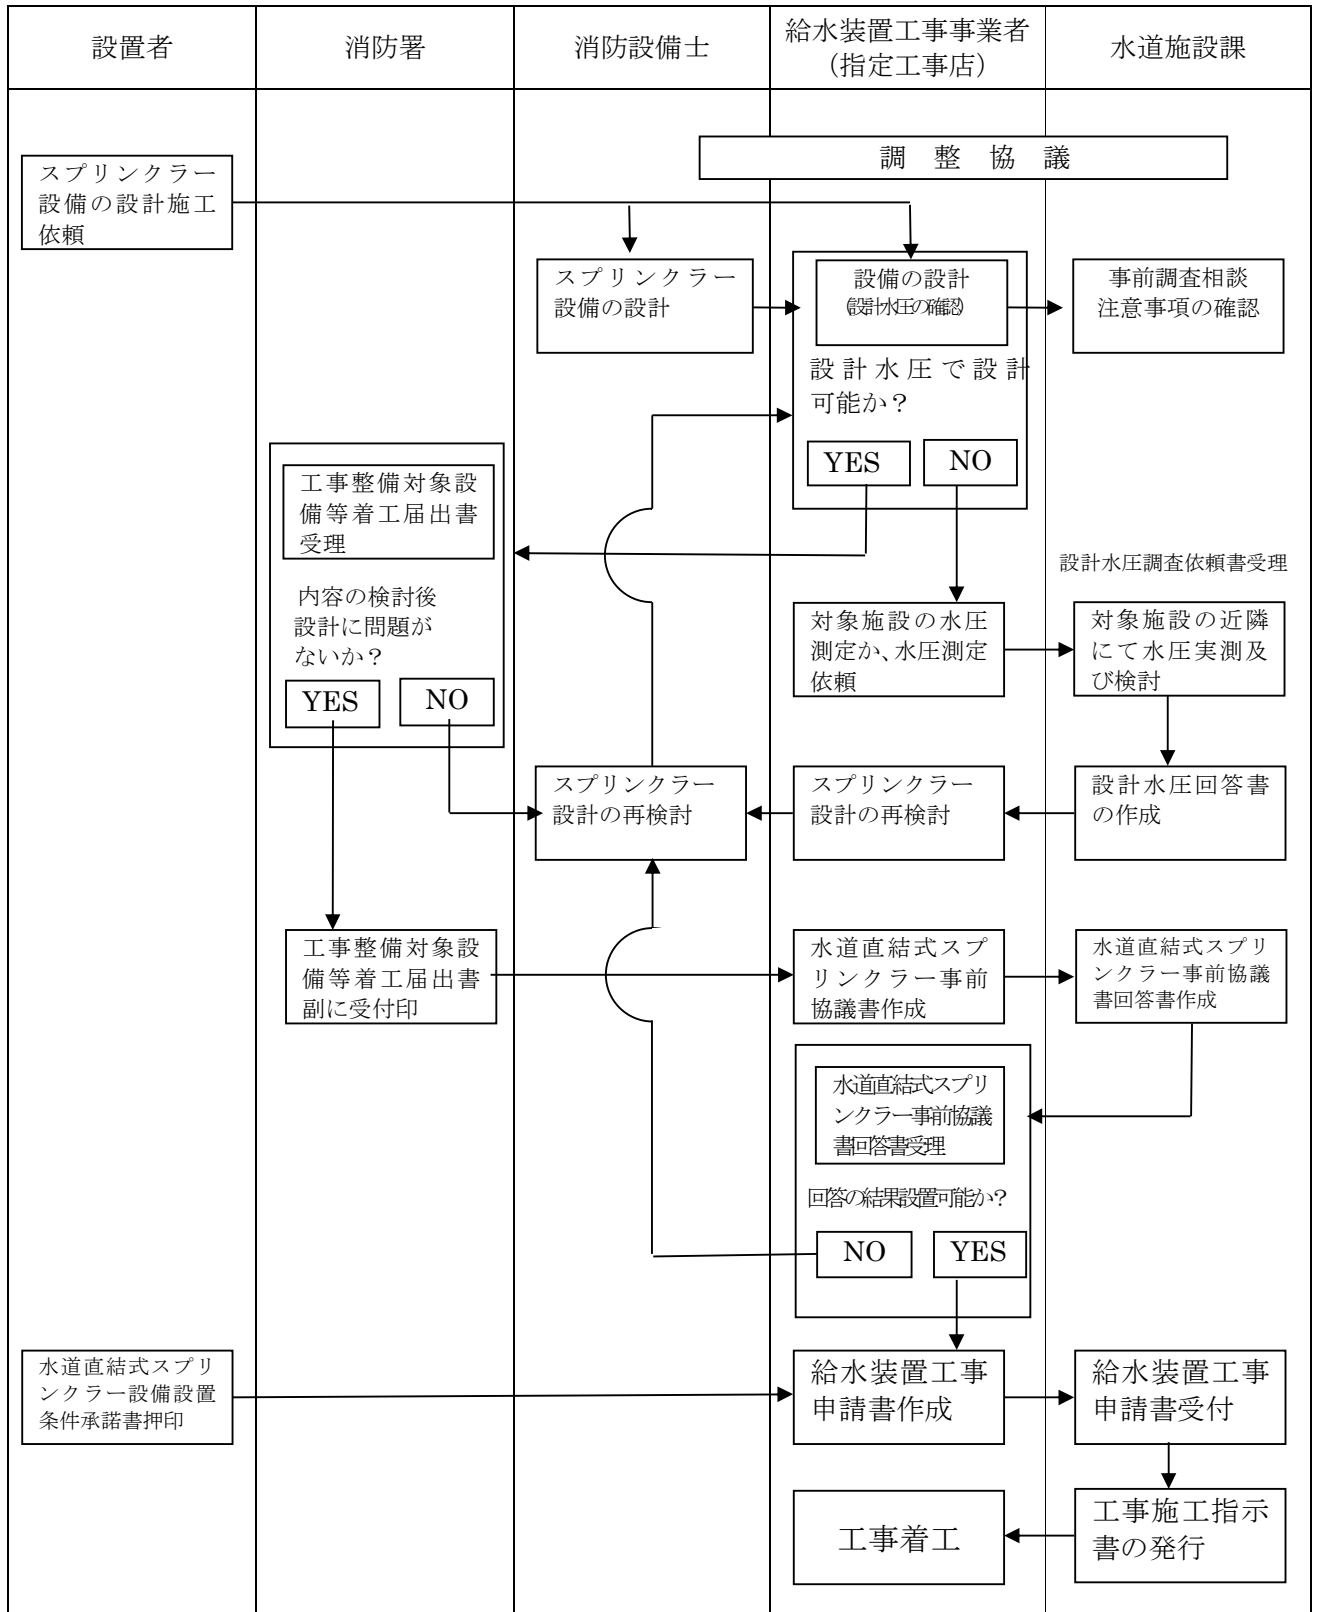 設置者
消防署
消防設備士
給水装置工事事業者
（指定工事店）
水道施設課
調整協議
スプリンクラー
設備の設計施工
依頼
スプリンクラー
設備の設計
設備の設計
(設計水圧の確認)
設計水圧で設計
可能か？
YES
NO
事前調査相談
注意事項の確認
工事整備対象設
備等着工届出書
受理
内容の検討後
設計に問題が
ないか？
YES
NO
設計水圧調査依頼書受理
対象施設の水圧
測定か、水圧測定
依頼
対象施設の近隣
にて水圧実測及
び検討
スプリンクラー
設計の再検討
スプリンクラー
設計の再検討
設計水圧回答書
の作成
工事整備対象設
備等着工届出書
副に受付印
水道直結式スプ
リンクラー事前
協議書作成
水道直結式スプリ
ンクラー事前協議
書回答書作成
水道直結式スプリ
ンクラー事前協議
書回答書受理
回答の結果設置可能か？
NO
YES
水道直結式スプリ
ンクラー設備設置
条件承諾書押印
給水装置工事
申請書作成
給水装置工事
申請書受付
工事着工
工事施工指示
書の発行